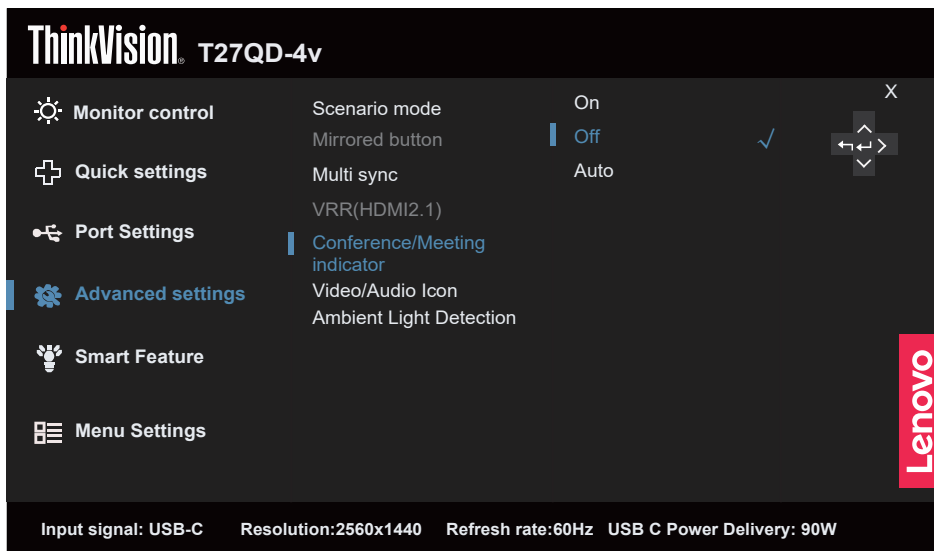 ThinkVision® T27QD-4v
X
Monitor control
Quick settings
Port Settings
Advanced settings
Smart Feature
Menu Settings
Scenario mode
Mirrored button
Multi sync
VRR(HDMI2.1)
Conference/Meeting
indicator
Video/Audio Icon
Ambient Light Detection
On
Off √
Auto
Lenovo
Input signal: USB-C Resolution:2560x1440 Refresh rate:60Hz USB C Power Delivery: 90W